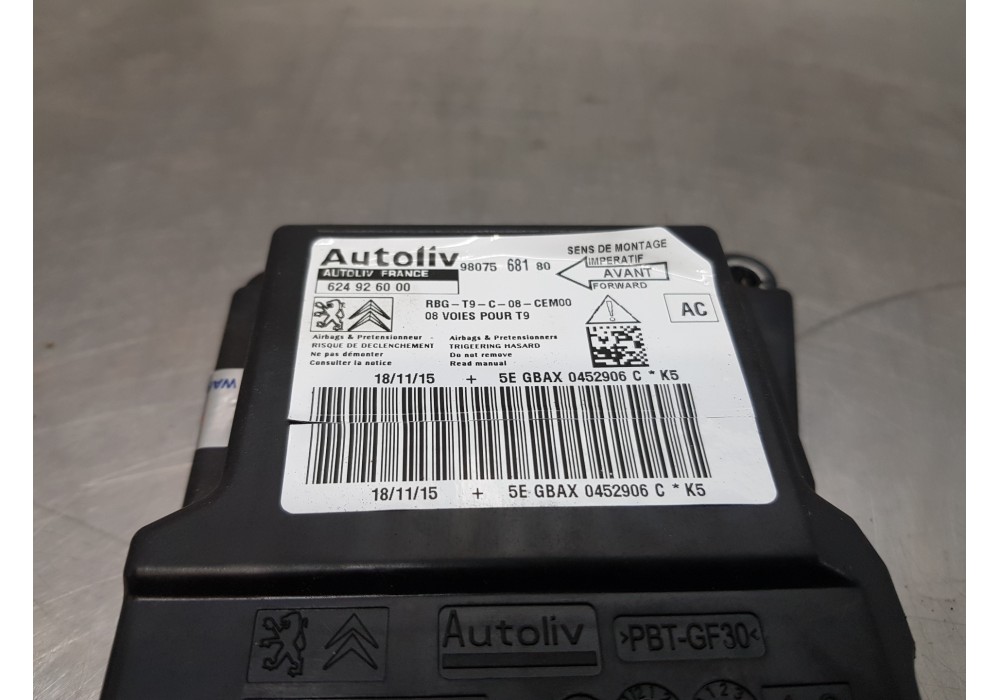 Autoliv
AUTOLIV FRANCE
624 92 60 00
98075 681 80
SENS DE MONTAGE
IMPERATIF
AVANT
FORWARD
RBG-T9-C-08-CEM00
08 VOIES POUR T9
AC
Airbags & Pretensionneur -
RISQUE DE DECLENCHEMENT
Ne pas démonter
Consulter la notice
Airbags & Pretensionners
TRIGEERING HASARD
Do not remove
Read manual
18/11/15 + 5E GBAX 0452906 C * K5
18/11/15 + 5E GBAX 0452906 C * K5
Autoliv
>PBT-GF30<